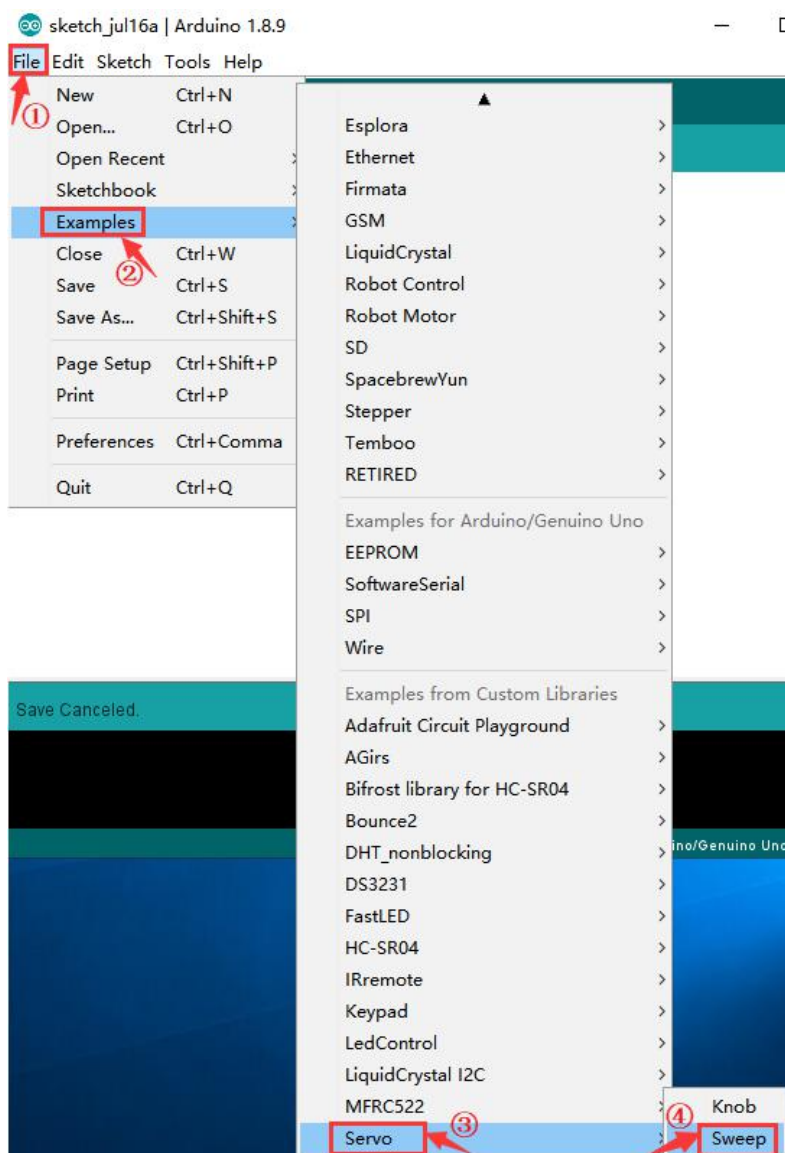 sketch_jul16a | Arduino 1.8.9
File Edit Sketch Tools Help
①
New Ctrl+N
Open... Ctrl+O
Open Recent
Sketchbook
Examples
②
Close Ctrl+W
Save Ctrl+S
Save As... Ctrl+Shift+S
Page Setup Ctrl+Shift+P
Print Ctrl+P
Preferences Ctrl+Comma
Quit Ctrl+Q
Esplora
Ethernet
Firmata
GSM
LiquidCrystal
Robot Control
Robot Motor
SD
SpacebrewYun
Stepper
Temboo
RETIRED
Examples for Arduino/Genuino Uno
EEPROM
SoftwareSerial
SPI
Wire
Examples from Custom Libraries
Adafruit Circuit Playground
AGirs
Bifrost library for HC-SR04
Bounce2
DHT_nonblocking
DS3231
FastLED
HC-SR04
IRremote
Keypad
LedControl
LiquidCrystal I2C
MFRC522
Servo
③
④
Knob
Sweep
Save Canceled.
ino/Genuino Uno